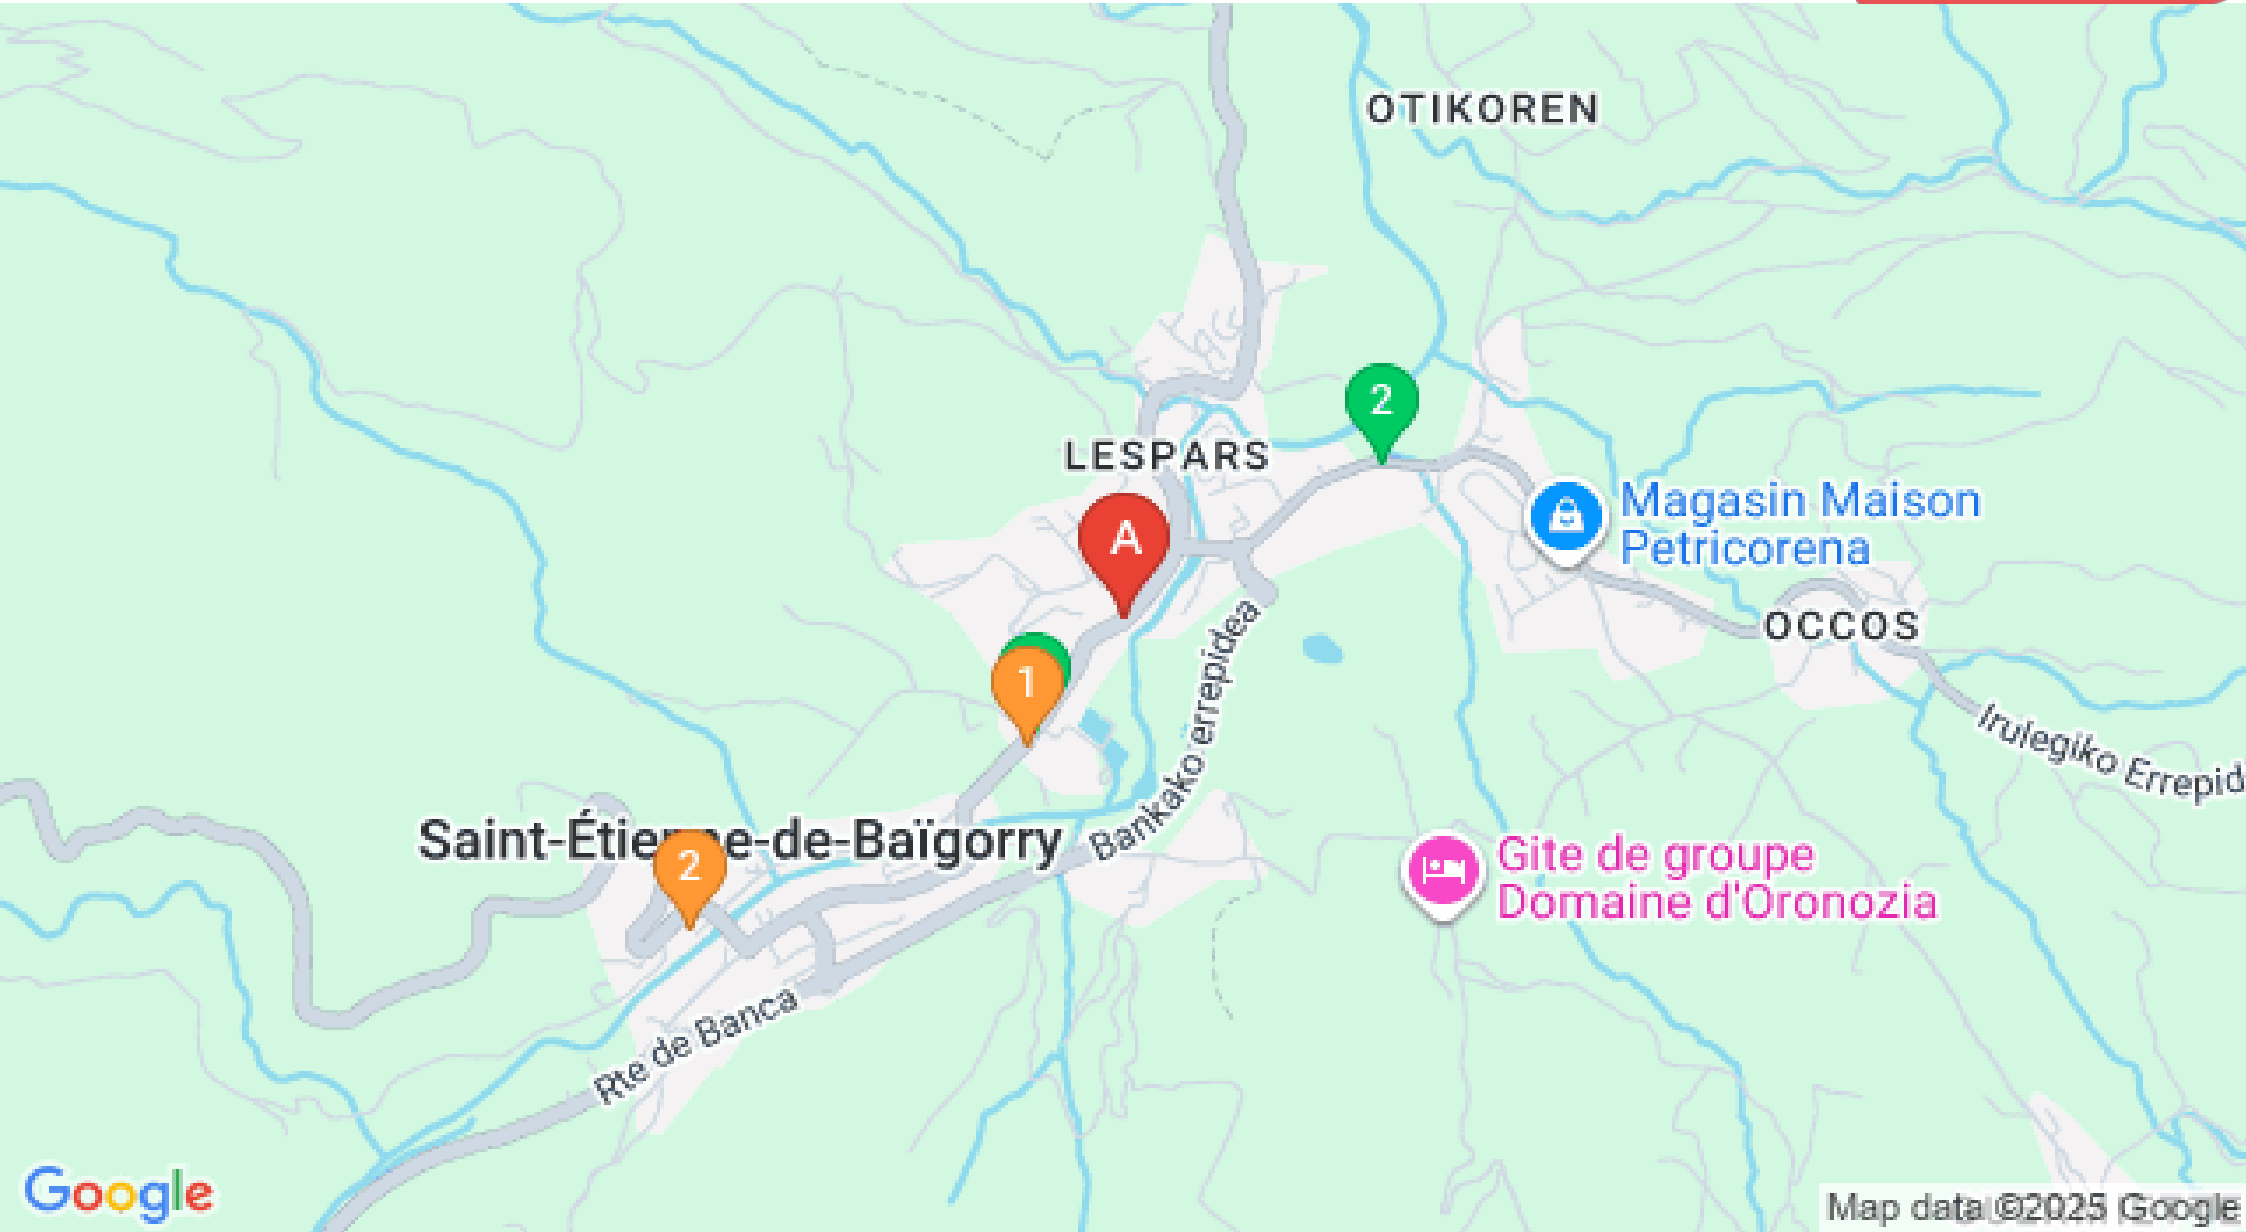 OTIKOREN
2
LESPARS
A
Magasin Maison
Petricorena
OCCOS
1
Bankako errepidea
Irulegiko Errepid
Saint-Étienne-de-Baïgorry
2
Gite de groupe
Domaine d'Oronozia
Rte de Banca
Google
Map data ©2025 Google